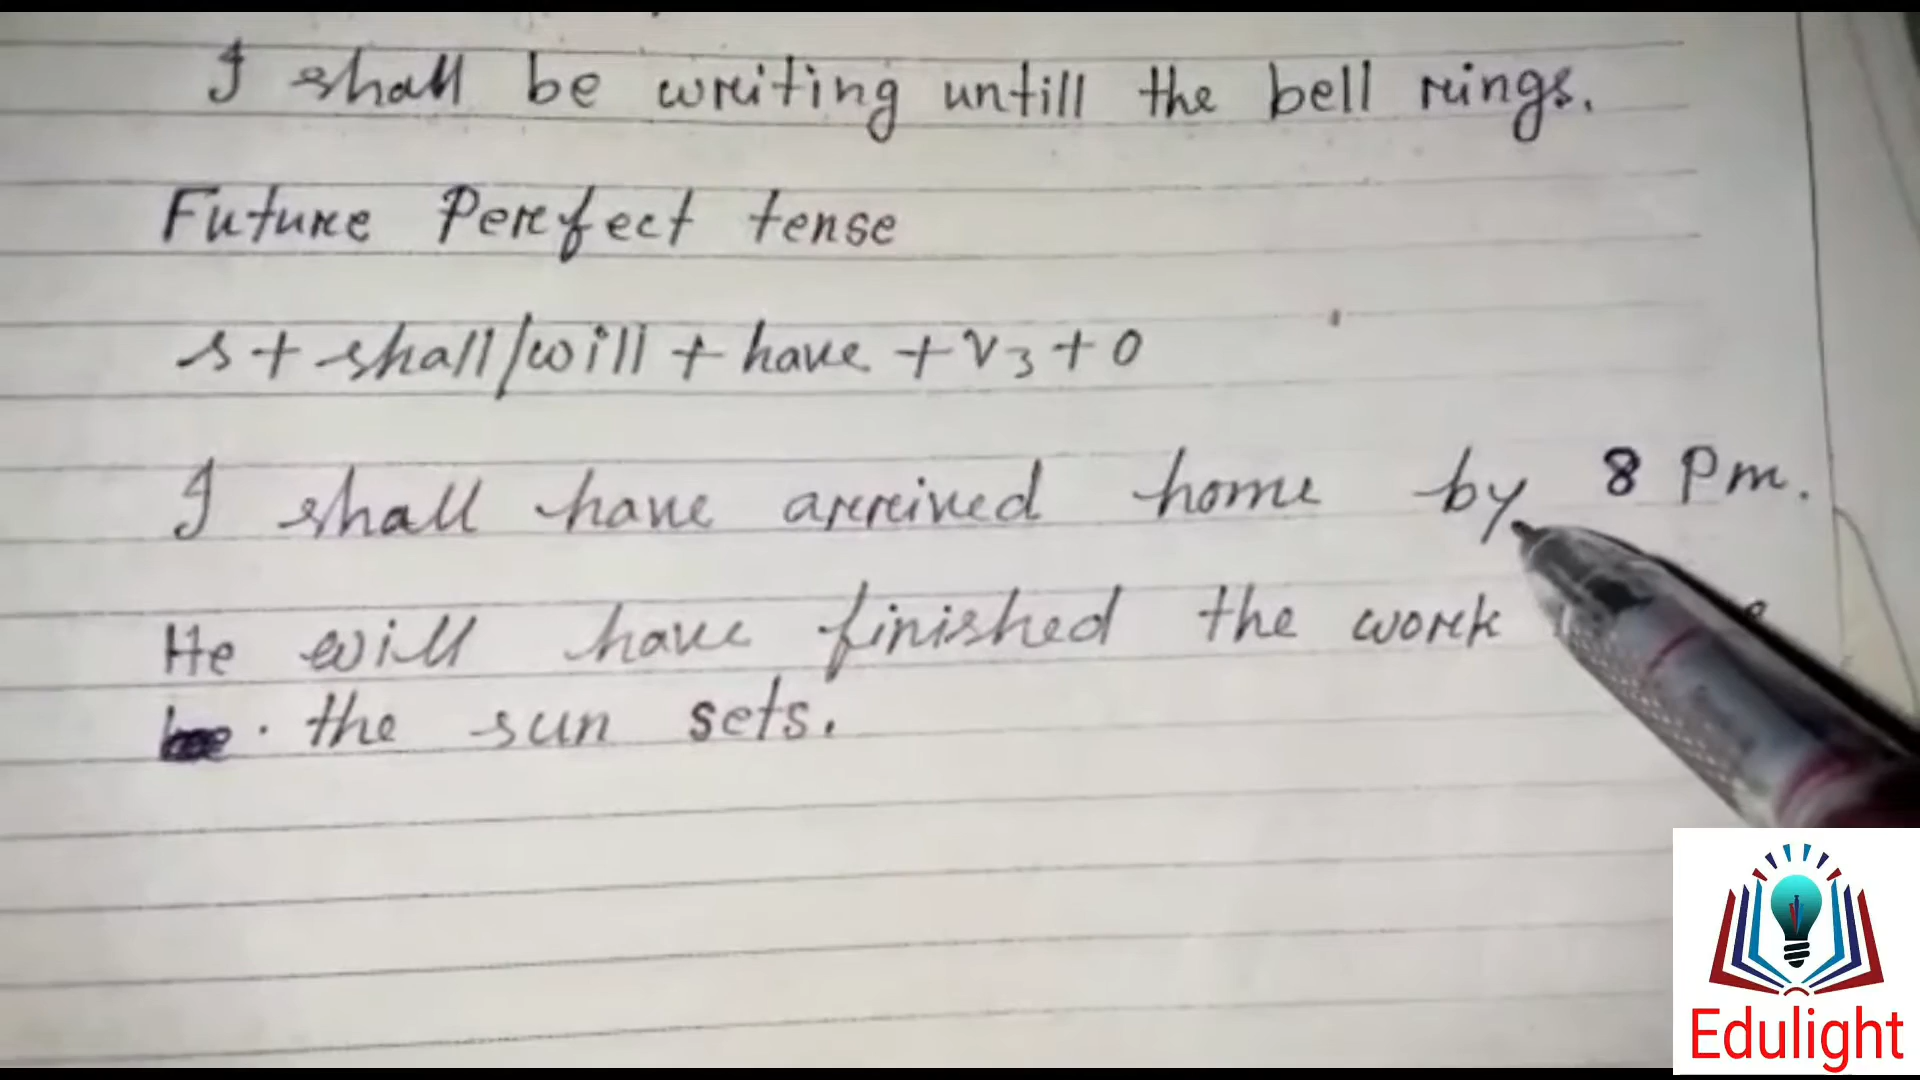 I shall be writing untill the bell rings.
Future Perfect tense
s + shall/will + have + V3 + O
I shall have arrived home by 8 Pm.
He will have finished the work
the sun sets.
Edulight